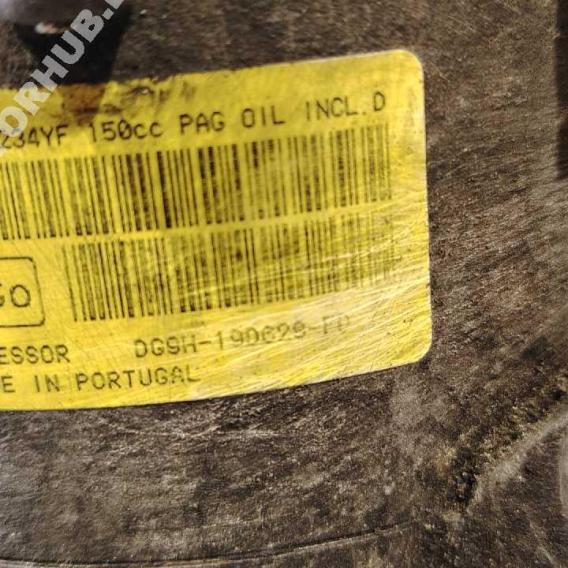 ORHUB.
234YF 150cc PAG OIL INCL.D
GO
ESSOR DG9H-19D629-FD
E IN PORTUGAL